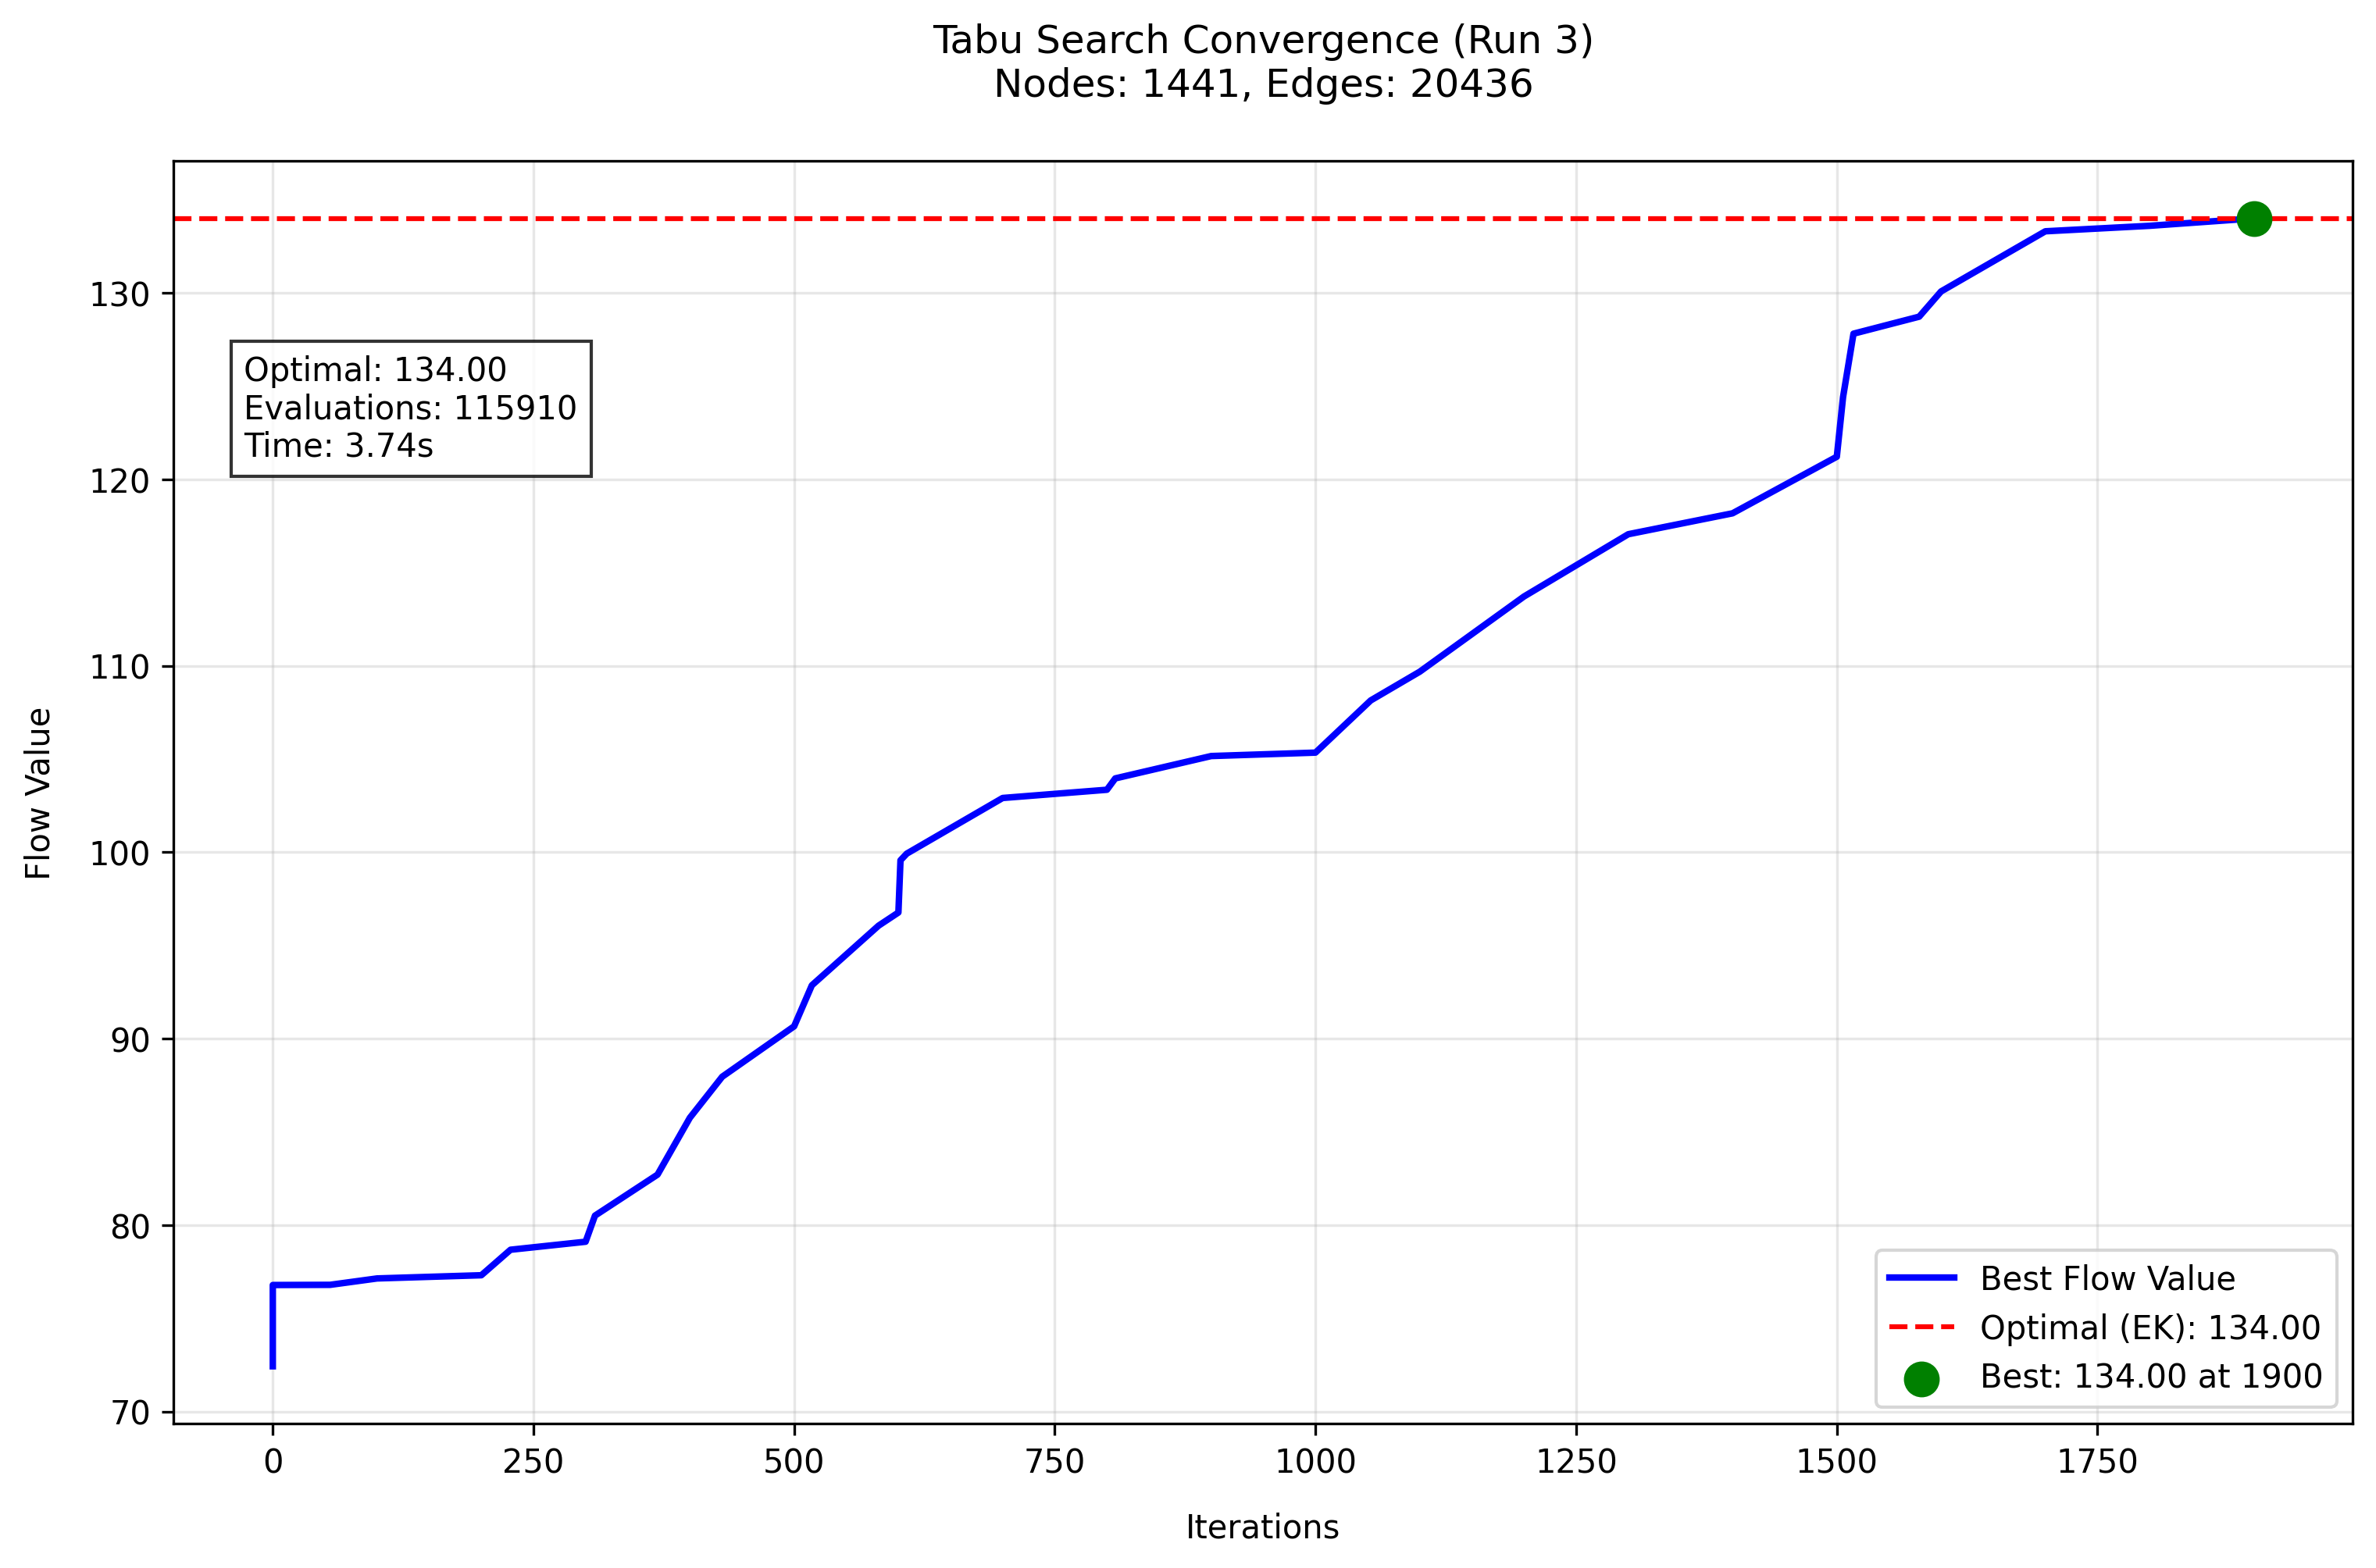 Tabu Search Convergence (Run 3)
Nodes: 1441, Edges: 20436
Flow Value
130
120
110
100
90
80
70
Optimal: 134.00
Evaluations: 115910
Time: 3.74s
Best Flow Value
Optimal (EK): 134.00
Best: 134.00 at 1900
0 250 500 750 1000 1250 1500 1750
Iterations